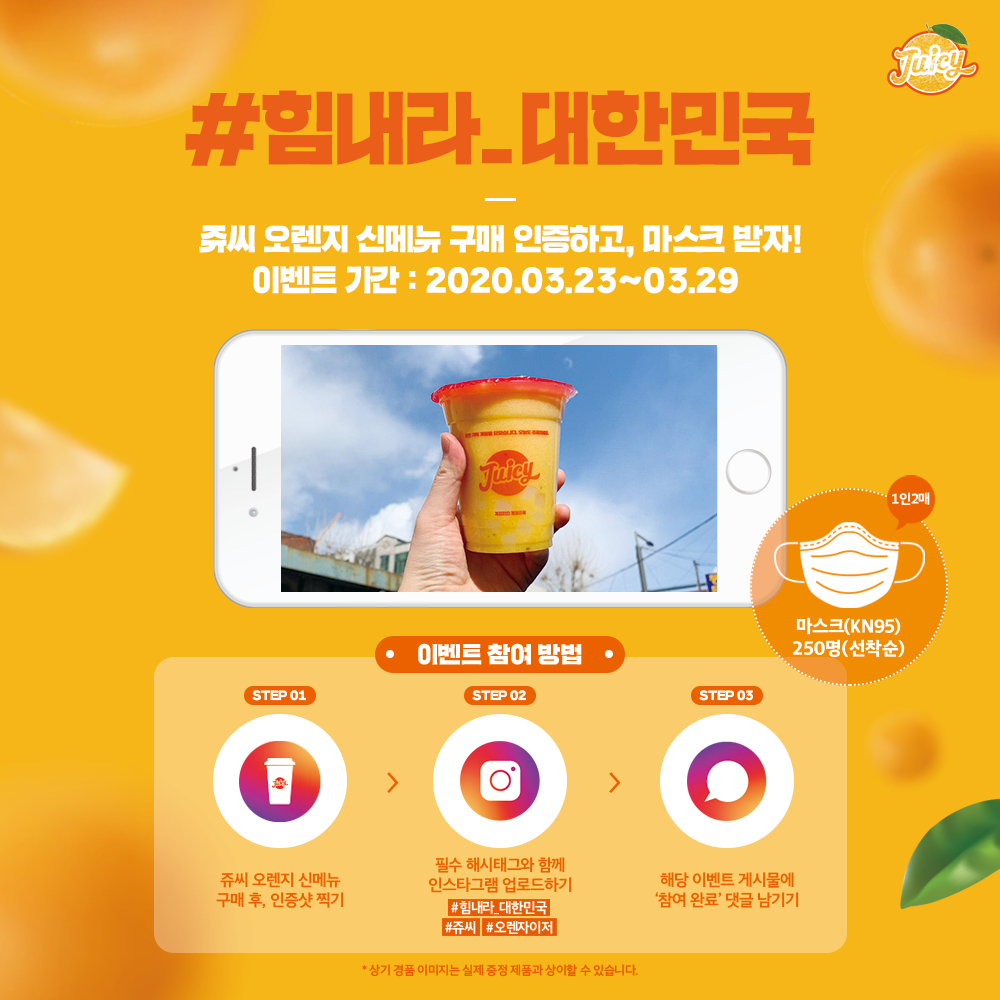 Juicy
#힘내라_대한민국
쥬씨 오렌지 신메뉴 구매 인증하고, 마스크 받자!
이벤트 기간 : 2020.03.23~03.29
Juicy
1인2매
마스크(KN95)
250명(선착순)
이벤트 참여 방법
STEP 01
STEP 02
STEP 03
쥬씨 오렌지 신메뉴
구매 후, 인증샷 찍기
필수 해시태그와 함께
인스타그램 업로드하기
#힘내라_대한민국
#쥬씨 #오렌자이저
해당 이벤트 게시물에
‘참여 완료’ 댓글 남기기
* 상기 경품 이미지는 실제 증정 제품과 상이할 수 있습니다.